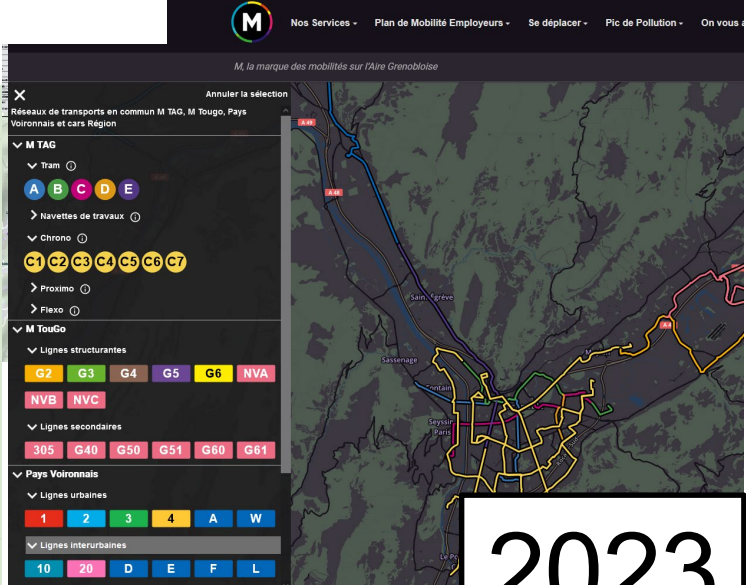 M
Nos Services
Plan de Mobilité Employeurs
Se déplacer
Pic de Pollution
On vous a
M, la marque des mobilités sur l'Aire Grenobloise
Annuler la sélection
Réseaux de transports en commun M TAG, M Tougo, Pays
Voironnais et cars Région
M TAG
Tram
A B C D E
Navettes de travaux
Chrono
C1 C2 C3 C4 C5 C6 C7
Proximo
Flexo
M TouGo
Lignes structurantes
G2 G3 G4 G5 G6 NVA
NVB NVC
Lignes secondaires
305 G40 G50 G51 G60 G61
Pays Voironnais
Lignes urbaines
1 2 3 4 A W
Lignes interurbaines
10 20 D E F L
A 49
A 48
Sassenage
Fontain
Seyssin
Paris
2023